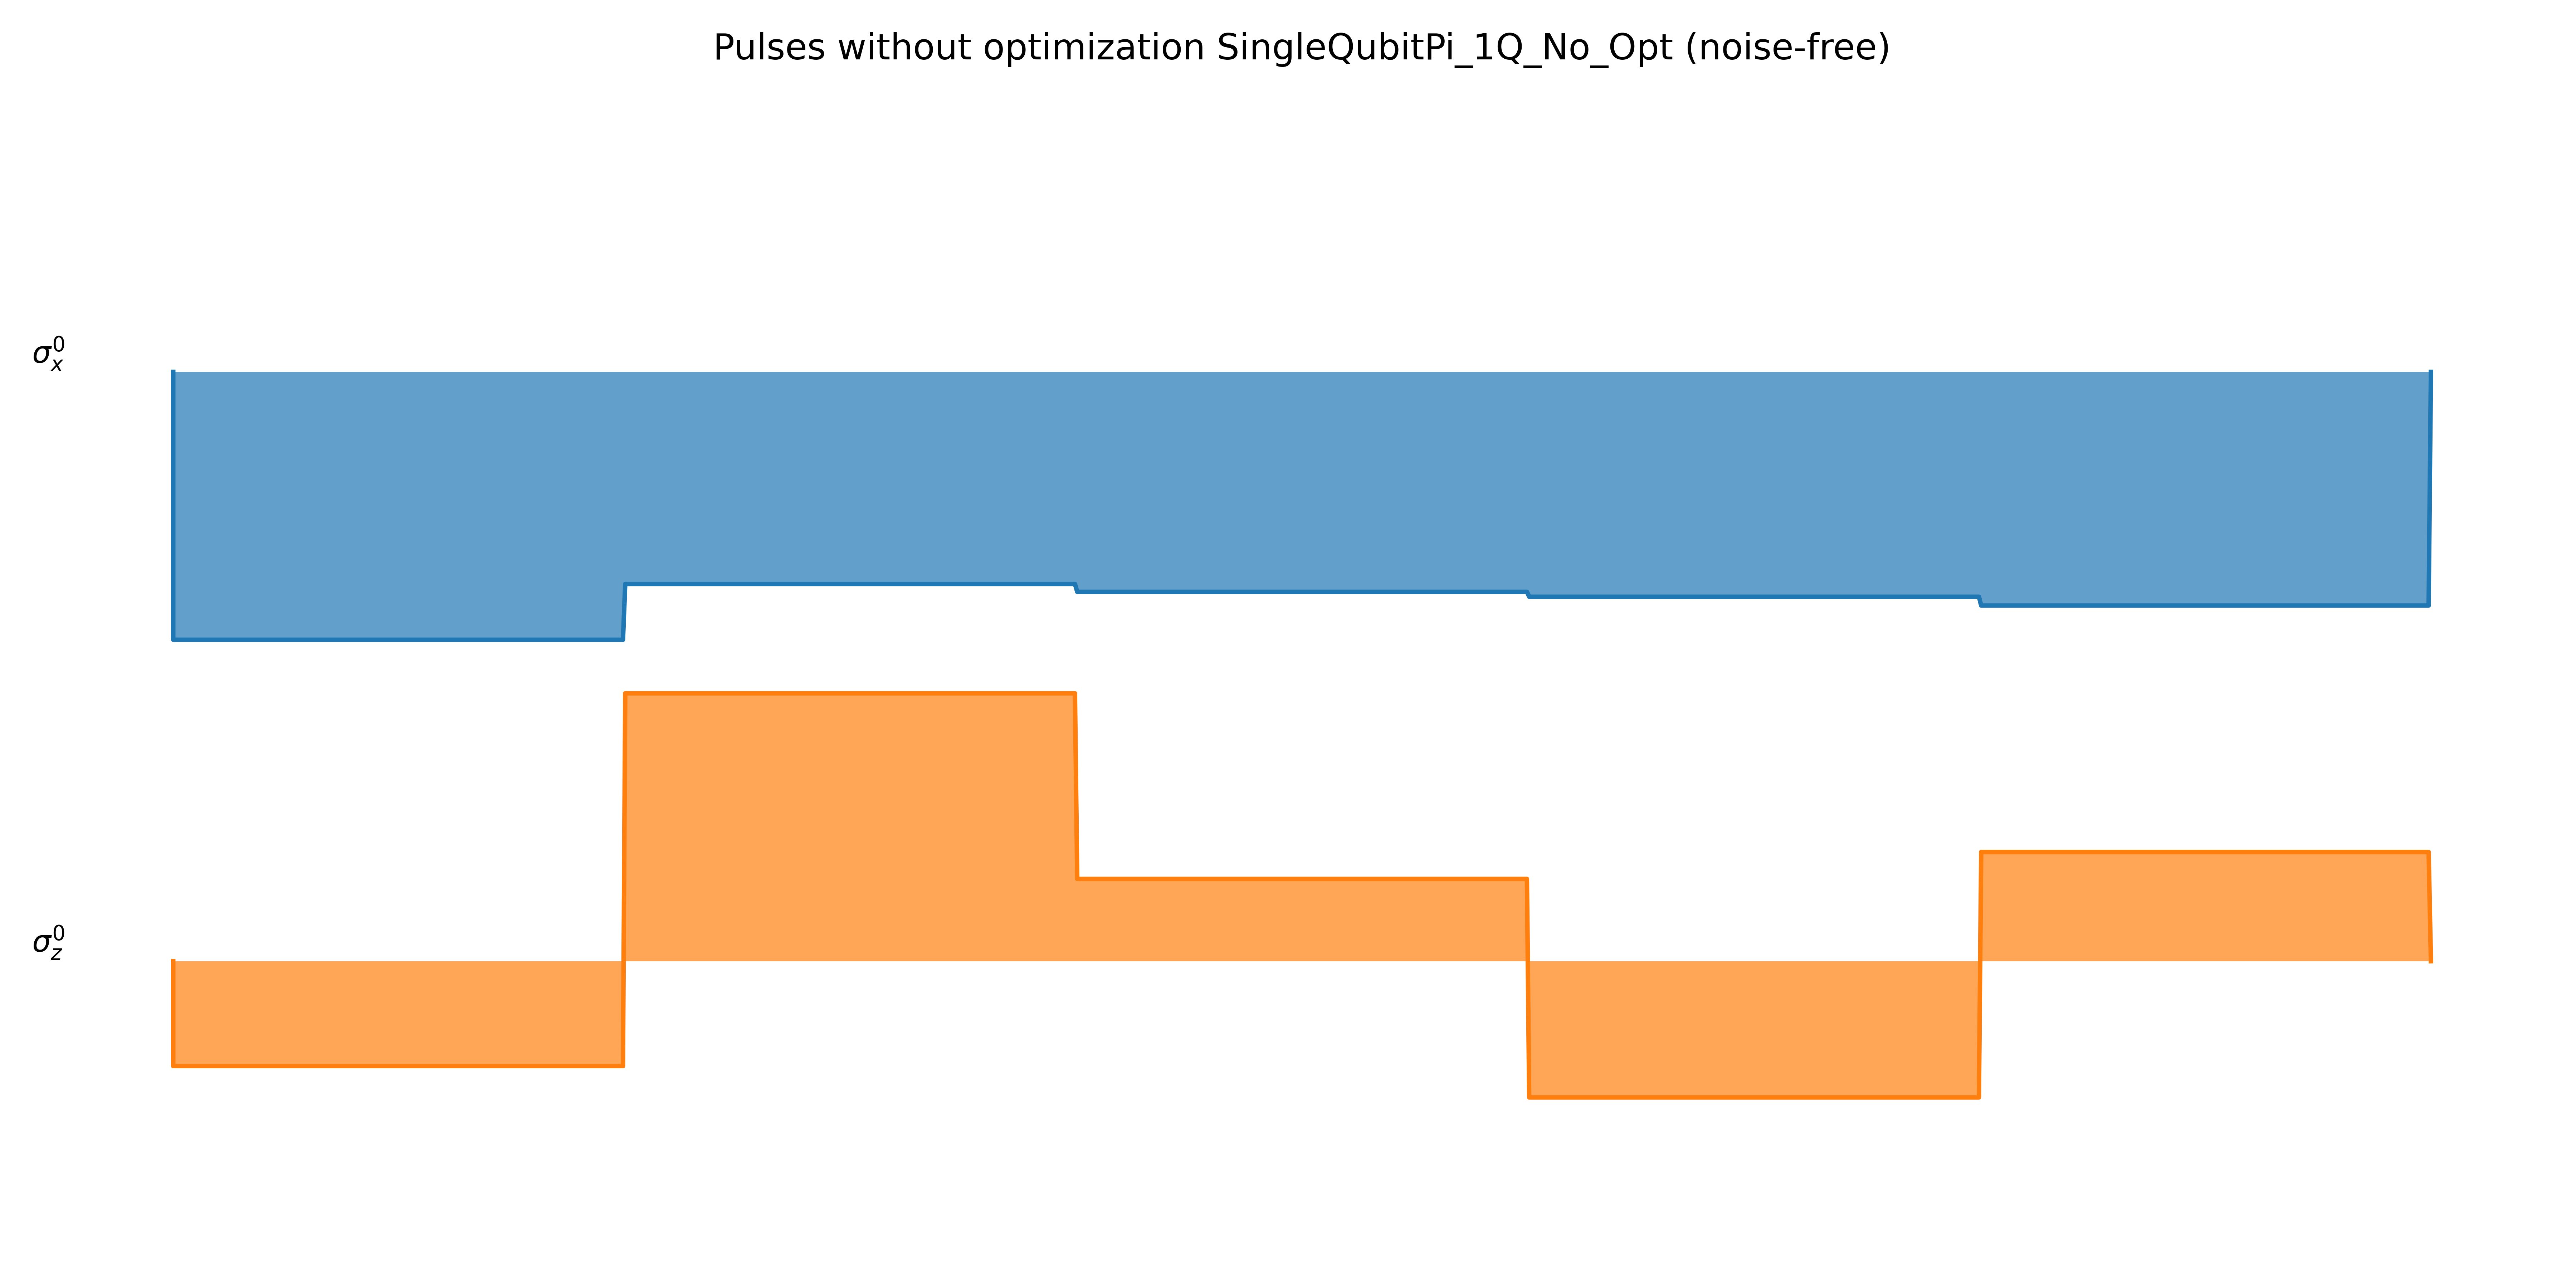 Pulses without optimization SingleQubitPi_1Q_No_Opt (noise-free)
σ_x^0
σ_z^0